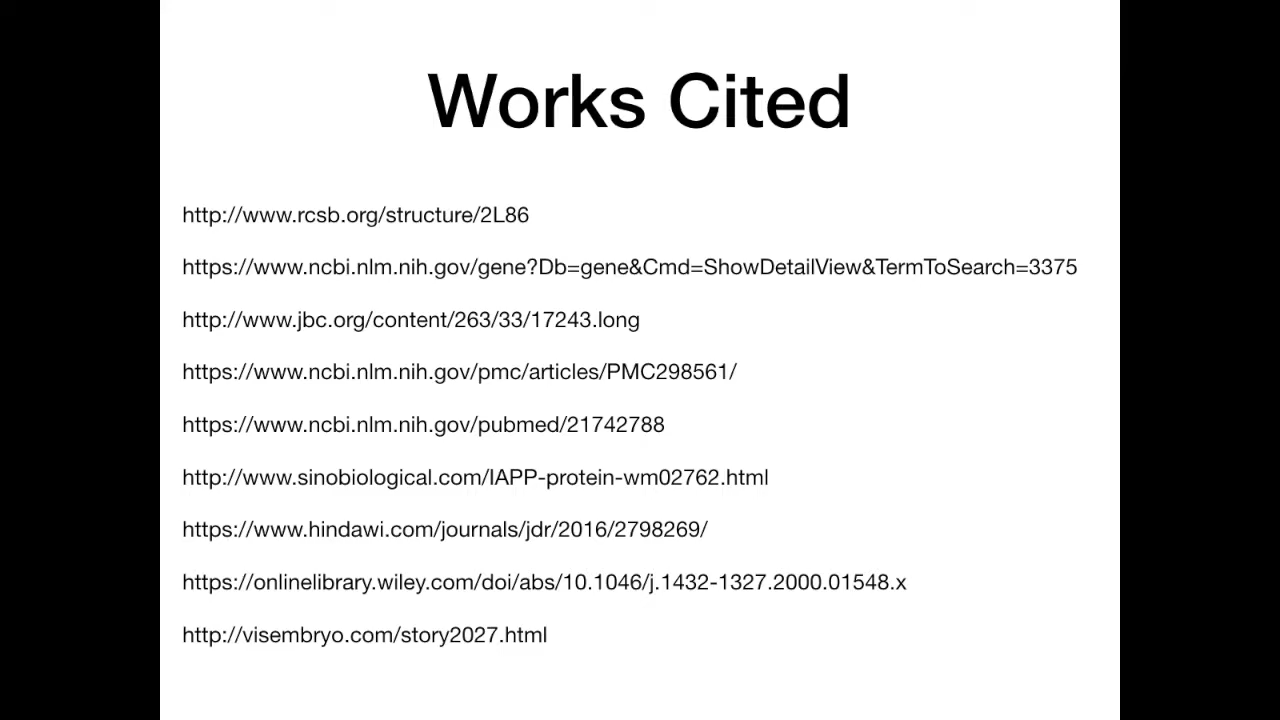 Works Cited
http://www.rcsb.org/structure/2L86
https://www.ncbi.nlm.nih.gov/gene?Db=gene&Cmd=ShowDetailView&TermToSearch=3375
http://www.jbc.org/content/263/33/17243.long
https://www.ncbi.nlm.nih.gov/pmc/articles/PMC298561/
https://www.ncbi.nlm.nih.gov/pubmed/21742788
http://www.sinobiological.com/IAPP-protein-wm02762.html
https://www.hindawi.com/journals/jdr/2016/2798269/
https://onlinelibrary.wiley.com/doi/abs/10.1046/j.1432-1327.2000.01548.x
http://visembryo.com/story2027.html